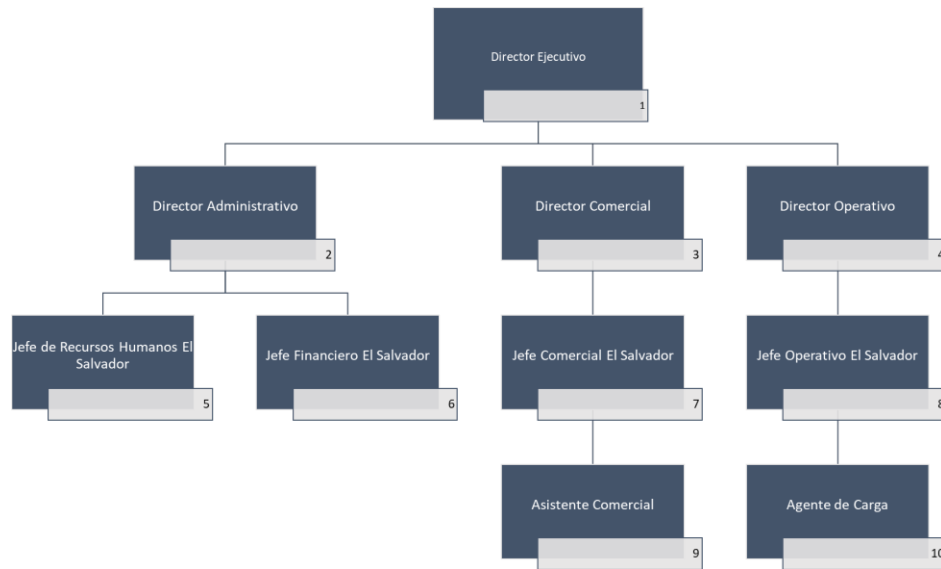 Director Ejecutivo
1
Director Administrativo
2
Director Comercial
3
Director Operativo
4
Jefe de Recursos Humanos El
Salvador
5
Jefe Financiero El Salvador
6
Jefe Comercial El Salvador
7
Jefe Operativo El Salvador
8
Asistente Comercial
9
Agente de Carga
10